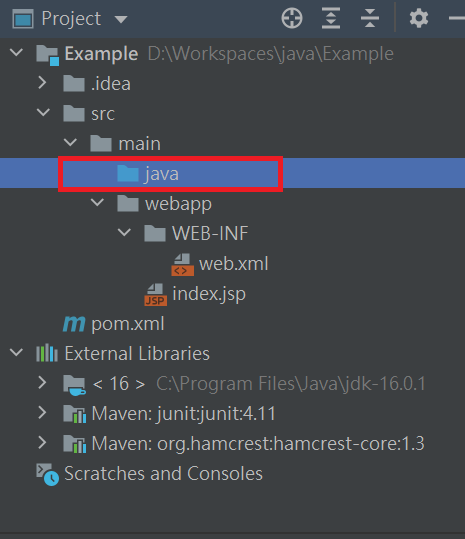 Project
Example D:\Workspaces\java\Example
.idea
src
main
java
webapp
WEB-INF
web.xml
JSP index.jsp
m pom.xml
External Libraries
< 16 > C:\Program Files\Java\jdk-16.0.1
Maven: junit:junit:4.11
Maven: org.hamcrest:hamcrest-core:1.3
Scratches and Consoles